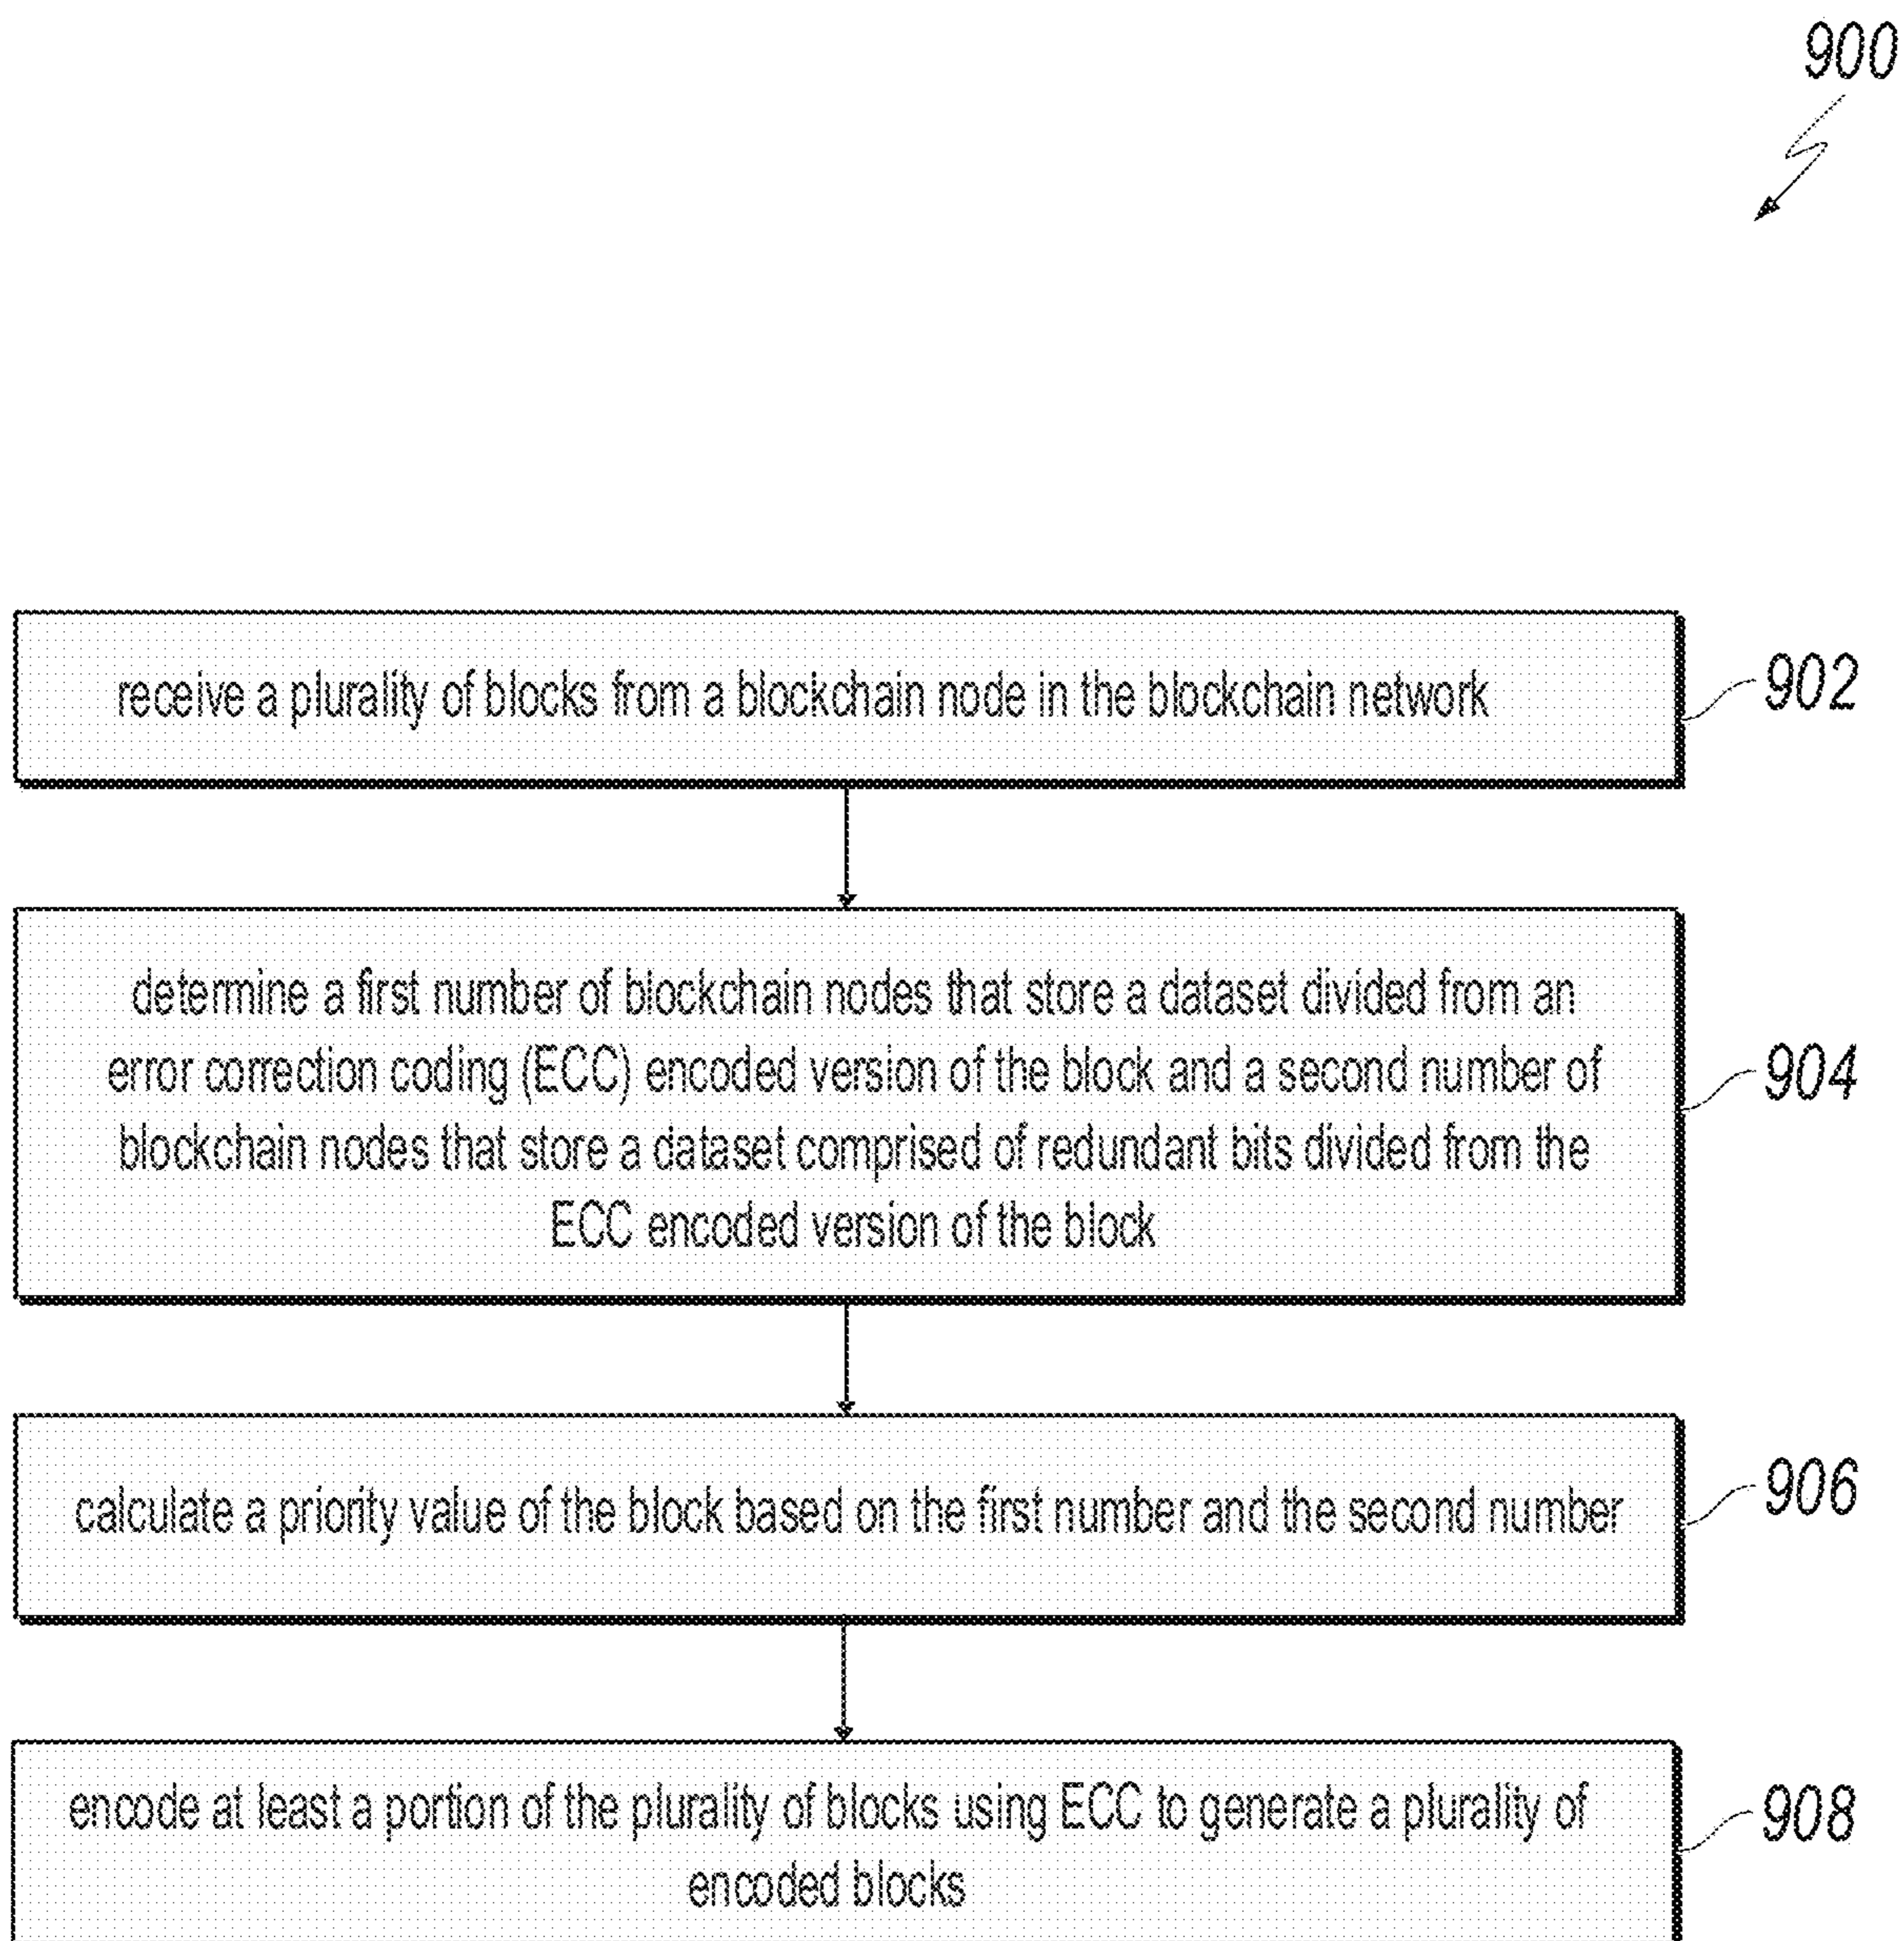 900
receive a plurality of blocks from a blockchain node in the blockchain network
902
determine a first number of blockchain nodes that store a dataset divided from an
error correction coding (ECC) encoded version of the block and a second number of
blockchain nodes that store a dataset comprised of redundant bits divided from the
ECC encoded version of the block
904
calculate a priority value of the block based on the first number and the second number
906
encode at least a portion of the plurality of blocks using ECC to generate a plurality of
encoded blocks
908